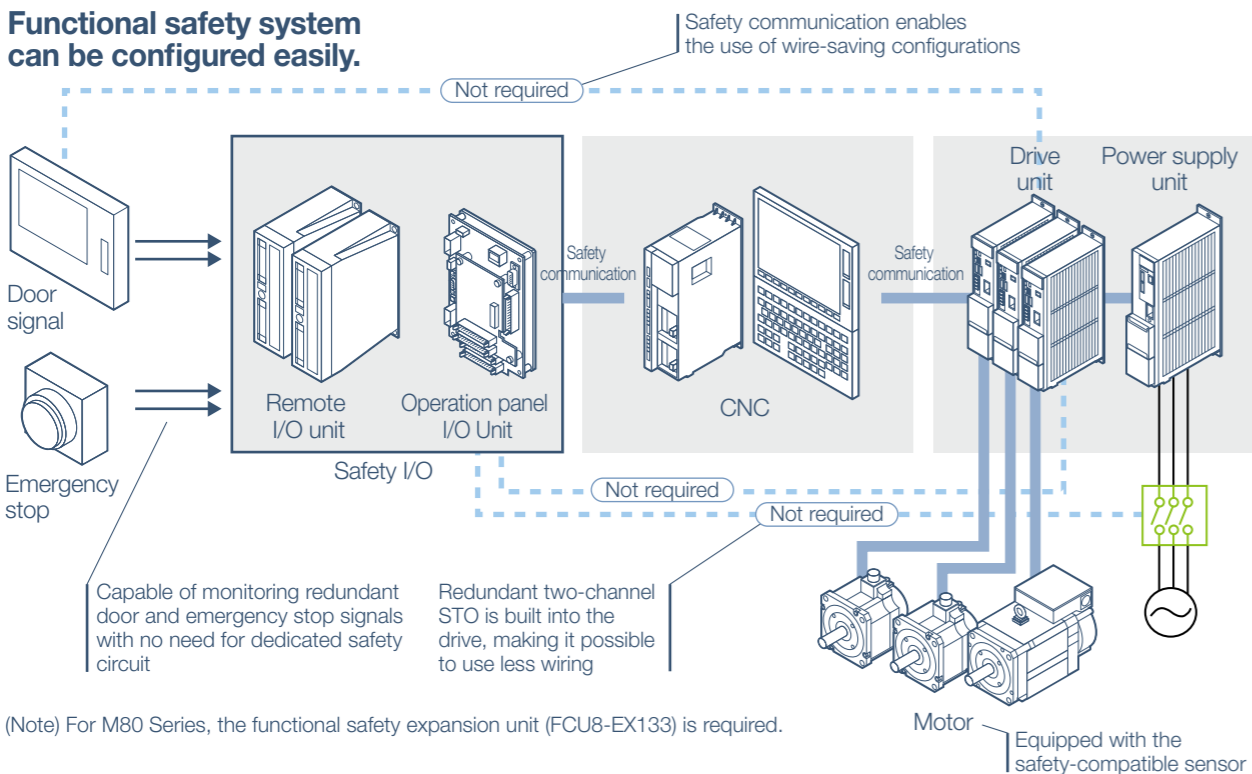 Functional safety system
can be configured easily.
Safety communication enables
the use of wire-saving configurations
Not required
Drive
unit
Power supply
unit
Door
signal
Safety
communication
Safety
communication
Remote
I/O unit
Operation panel
I/O Unit
CNC
Safety I/O
Emergency
stop
Not required
Not required
Capable of monitoring redundant
door and emergency stop signals
with no need for dedicated safety
circuit
Redundant two-channel
STO is built into the
drive, making it possible
to use less wiring
Motor
Equipped with the
safety-compatible sensor
(Note) For M80 Series, the functional safety expansion unit (FCU8-EX133) is required.